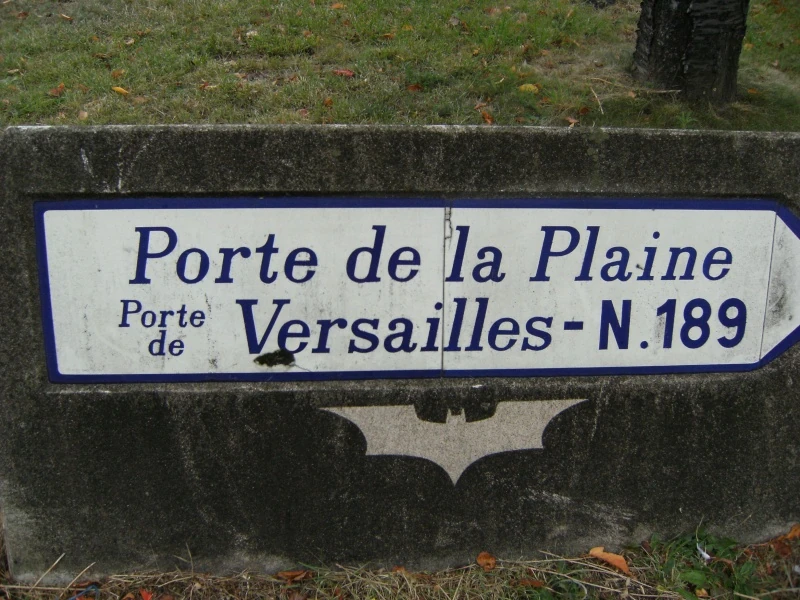 Porte de la Plaine
Porte de Versailles - N.189